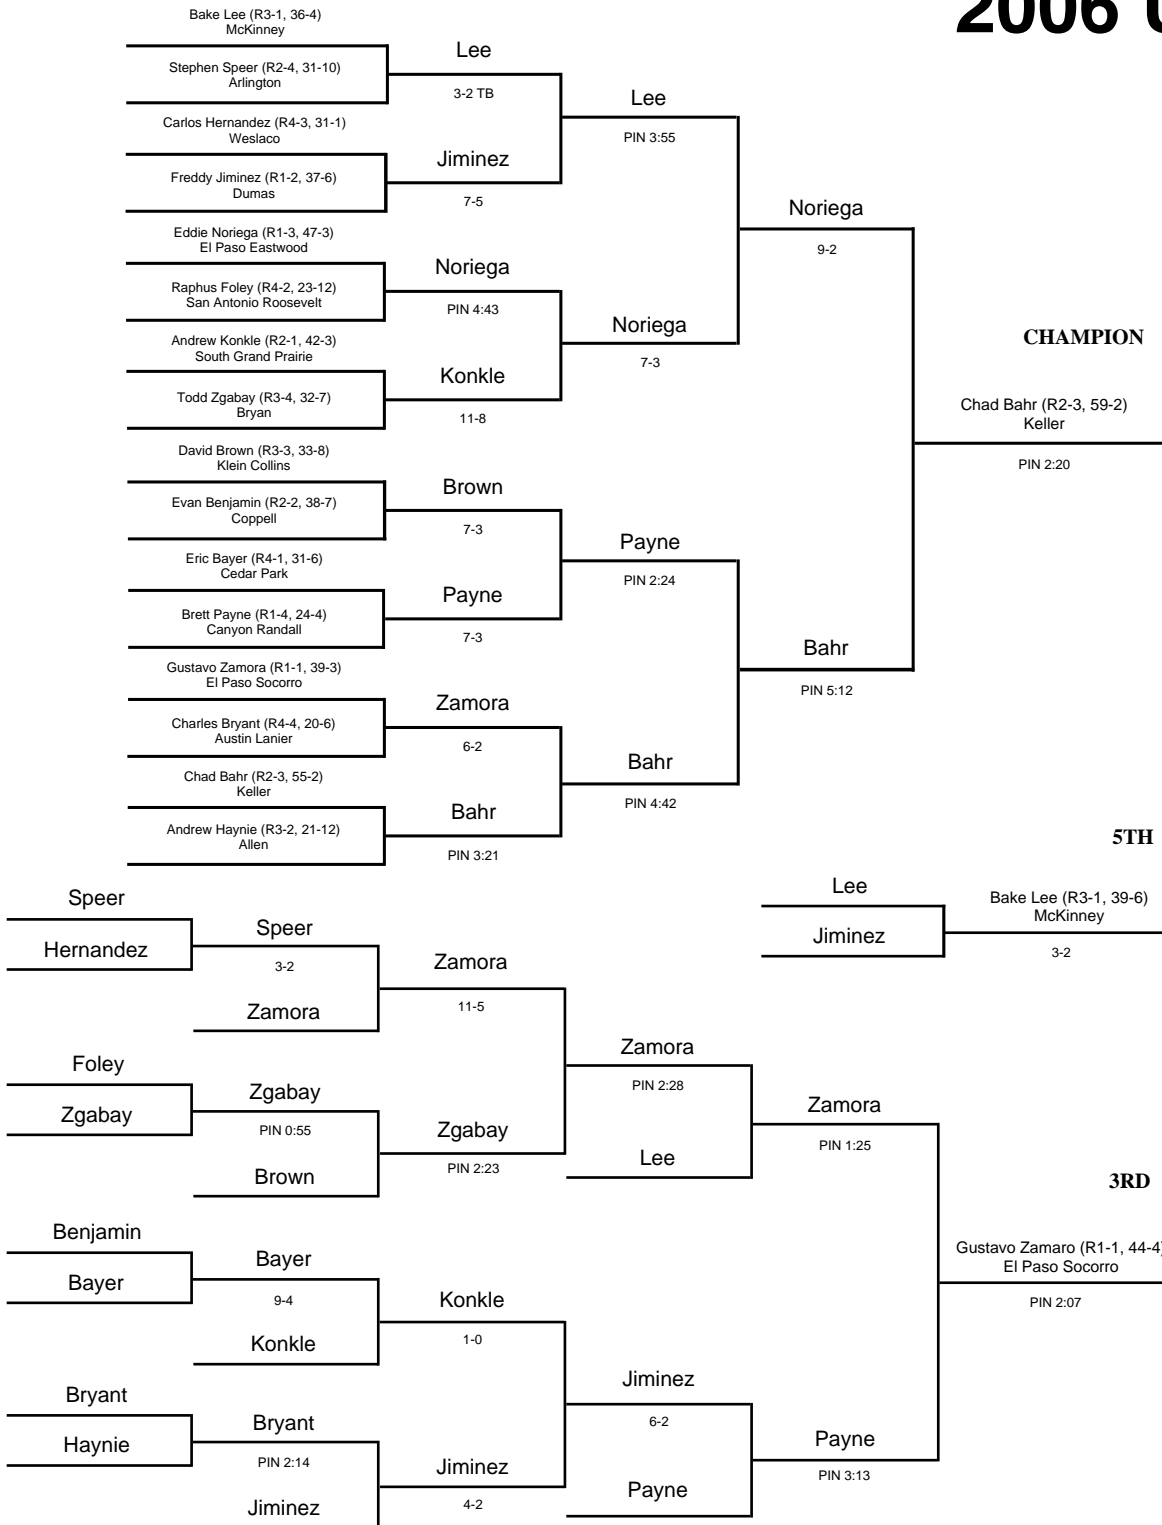 2006 U
Bake Lee (R3-1, 36-4)
McKinney
Stephen Speer (R2-4, 31-10)
Arlington
Lee
3-2 TB
Carlos Hernandez (R4-3, 31-1)
Weslaco
Freddy Jiminez (R1-2, 37-6)
Dumas
Jiminez
7-5
Lee
PIN 3:55
Eddie Noriega (R1-3, 47-3)
El Paso Eastwood
Raphus Foley (R4-2, 23-12)
San Antonio Roosevelt
Noriega
PIN 4:43
Andrew Konkle (R2-1, 42-3)
South Grand Prairie
Todd Zgabay (R3-4, 32-7)
Bryan
Konkle
11-8
Noriega
7-3
Noriega
9-2
David Brown (R3-3, 33-8)
Klein Collins
Evan Benjamin (R2-2, 38-7)
Coppell
Brown
7-3
Eric Bayer (R4-1, 31-6)
Cedar Park
Brett Payne (R1-4, 24-4)
Canyon Randall
Payne
7-3
Payne
PIN 2:24
Gustavo Zamora (R1-1, 39-3)
El Paso Socorro
Charles Bryant (R4-4, 20-6)
Austin Lanier
Zamora
6-2
Chad Bahr (R2-3, 55-2)
Keller
Andrew Haynie (R3-2, 21-12)
Allen
Bahr
PIN 3:21
Bahr
PIN 4:42
Bahr
PIN 5:12
CHAMPION
Chad Bahr (R2-3, 59-2)
Keller
PIN 2:20
5TH
Lee
Jiminez
Bake Lee (R3-1, 39-6)
McKinney
3-2
Speer
Hernandez
Speer
3-2
Zamora
Zamora
11-5
Foley
Zgabay
Zgabay
PIN 0:55
Brown
Zgabay
PIN 2:23
Zamora
PIN 2:28
Lee
Zamora
PIN 1:25
Benjamin
Bayer
Bayer
9-4
Konkle
Konkle
1-0
Bryant
Haynie
Bryant
PIN 2:14
Jiminez
Jiminez
4-2
Jiminez
6-2
Payne
Payne
PIN 3:13
3RD
Gustavo Zamaro (R1-1, 44-4)
El Paso Socorro
PIN 2:07